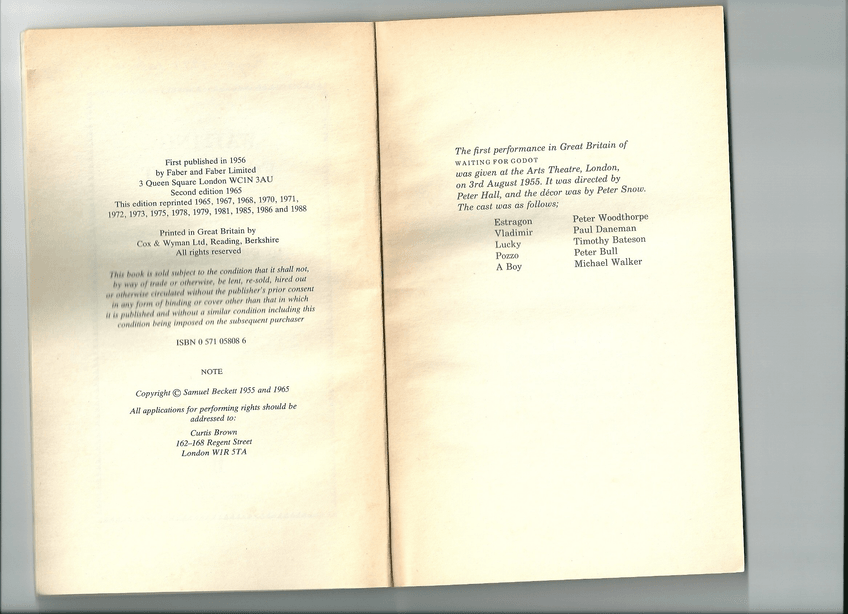 First published in 1956
by Faber and Faber Limited
3 Queen Square London WC1N 3AU
Second edition 1965
This edition reprinted 1965, 1967, 1968, 1970, 1971,
1972, 1973, 1975, 1978, 1979, 1981, 1985, 1986 and 1988
Printed in Great Britain by
Cox & Wyman Ltd, Reading, Berkshire
All rights reserved
This book is sold subject to the condition that it shall not,
by way of trade or otherwise, be lent, re-sold, hired out
or otherwise circulated without the publisher's prior consent
in any form of binding or cover other than that in which
it is published and without a similar condition including this
condition being imposed on the subsequent purchaser
ISBN 0 571 05808 6
NOTE
Copyright © Samuel Beckett 1955 and 1965
All applications for performing rights should be
addressed to:
Curtis Brown
162–168 Regent Street
London W1R 5TA
The first performance in Great Britain of
WAITING FOR GODOT
was given at the Arts Theatre, London,
on 3rd August 1955. It was directed by
Peter Hall, and the décor was by Peter Snow.
The cast was as follows;
Estragon Peter Woodthorpe
Vladimir Paul Daneman
Lucky Timothy Bateson
Pozzo Peter Bull
A Boy Michael Walker